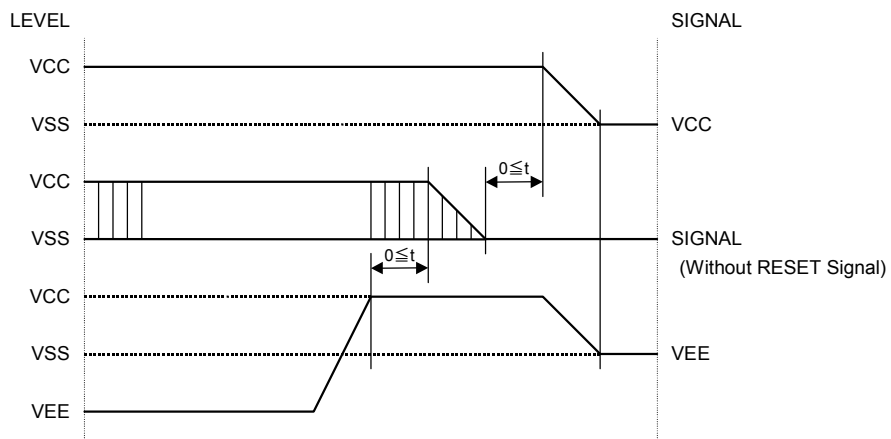 LEVEL SIGNAL
VCC
VSS VCC
0≦t
VCC
VSS SIGNAL
(Without RESET Signal)
0≦t
VCC
VSS VEE
VEE